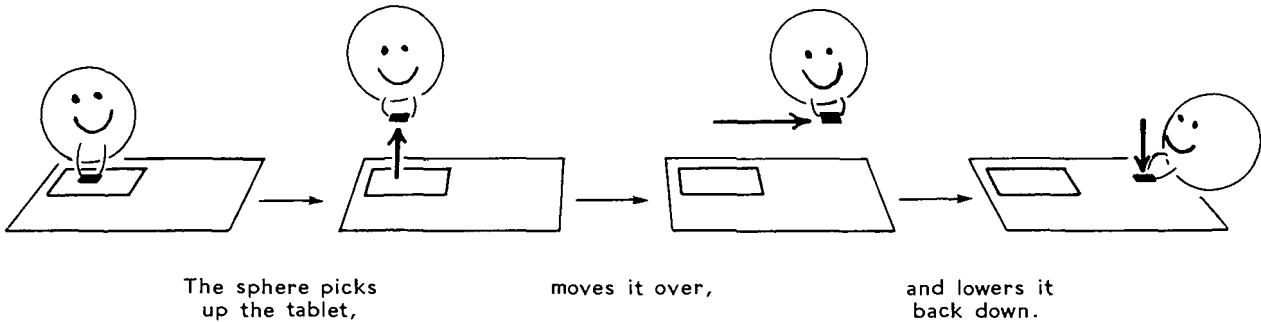 The sphere picks
up the tablet,
moves it over,
and lowers it
back down.